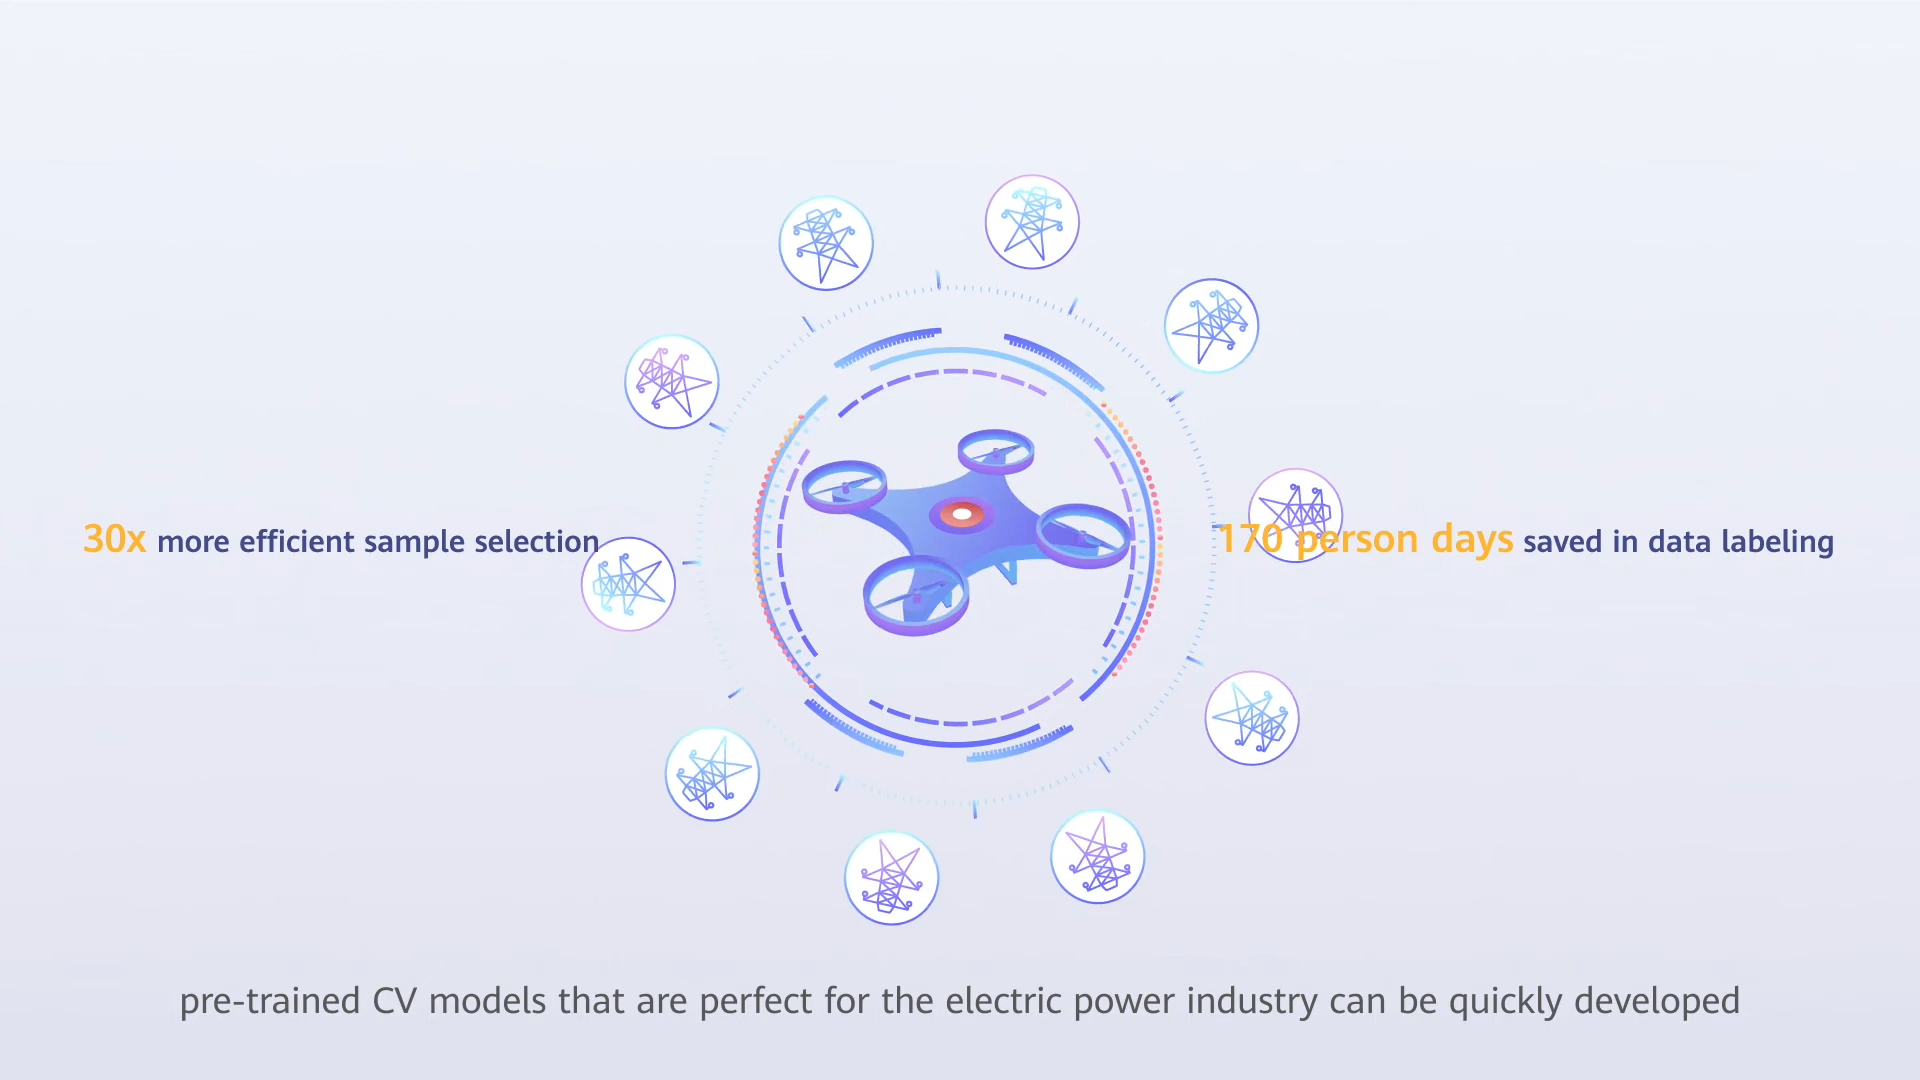 30x more efficient sample selection
170 person days saved in data labeling
pre-trained CV models that are perfect for the electric power industry can be quickly developed